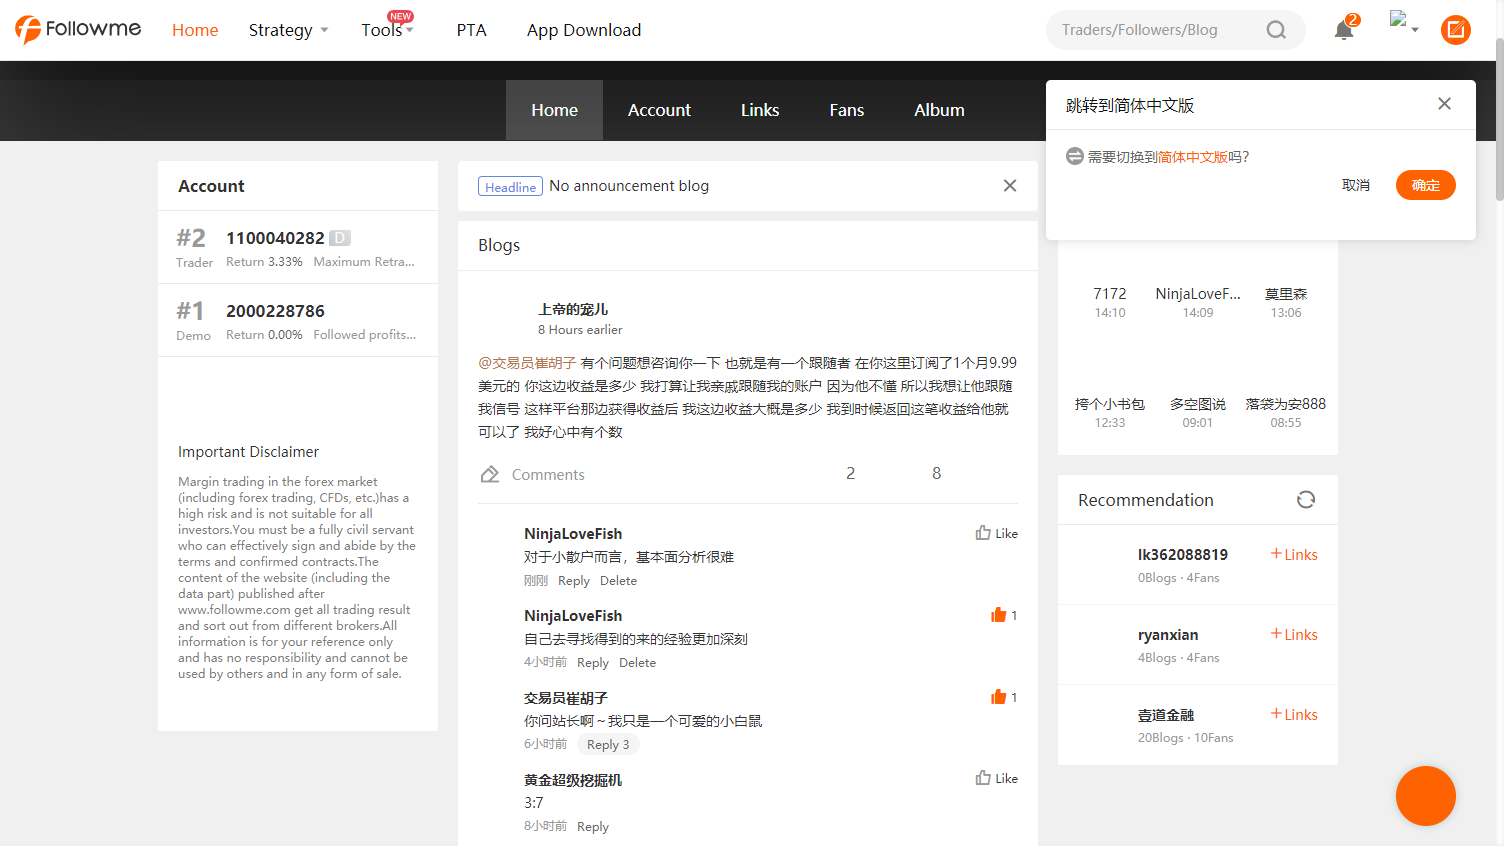 Followme Home Strategy Tools NEW PTA App Download Traders/Followers/Blog 2
Home Account Links Fans Album
跳转到简体中文版
需要切换到简体中文版吗?
取消 确定
Account
#2 1100040282 D
Trader Return 3.33% Maximum Retra...
#1 2000228786
Demo Return 0.00% Followed profits...
Important Disclaimer
Margin trading in the forex market
(including forex trading, CFDs, etc.)has a
high risk and is not suitable for all
investors.You must be a fully civil servant
who can effectively sign and abide by the
terms and confirmed contracts.The
content of the website (including the
data part) published after
www.followme.com get all trading result
and sort out from different brokers.All
information is for your reference only
and has no responsibility and cannot be
used by others and in any form of sale.
Headline No announcement blog
Blogs
上帝的宠儿
8 Hours earlier
@交易员崔胡子 有个问题想咨询你一下 也就是有一个跟随者 在你这里订阅了1个月9.99
美元的 你这边收益是多少 我打算让我亲戚跟随我的账户 因为他不懂 所以我想让他跟随
我信号 这样平台那边获得收益后 我这边收益大概是多少 我到时候返回这笔收益给他就
可以了 我好心中有个数
Comments 2 8
NinjaLoveFish Like
对于小散户而言，基本面分析很难
刚刚 Reply Delete
NinjaLoveFish 1
自己去寻找得到的来的经验更加深刻
4小时前 Reply Delete
交易员崔胡子 1
你问站长啊～我只是一个可爱的小白鼠
6小时前 Reply 3
黄金超级挖掘机 Like
3:7
8小时前 Reply
7172 NinjaLoveF... 莫里森
14:10 14:09 13:06
挎个小书包 多空图说 落袋为安888
12:33 09:01 08:55
Recommendation
lk362088819 +Links
0Blogs · 4Fans
ryanxian +Links
4Blogs · 4Fans
壹道金融 +Links
20Blogs · 10Fans